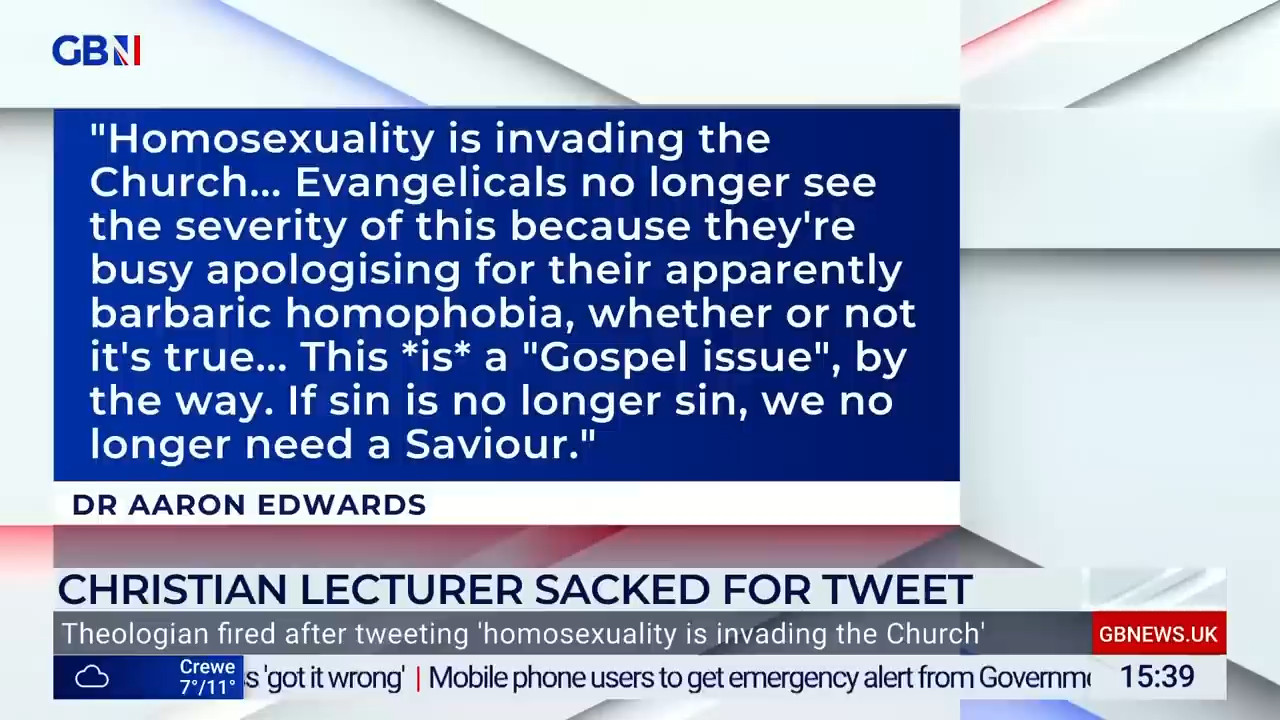 GBN
"Homosexuality is invading the
Church... Evangelicals no longer see
the severity of this because they're
busy apologising for their apparently
barbaric homophobia, whether or not
it's true... This *is* a "Gospel issue", by
the way. If sin is no longer sin, we no
longer need a Saviour."
DR AARON EDWARDS
CHRISTIAN LECTURER SACKED FOR TWEET
Theologian fired after tweeting 'homosexuality is invading the Church'
GBNEWS.UK
Crewe
7°/11°
s 'got it wrong' | Mobile phone users to get emergency alert from Governm
15:39